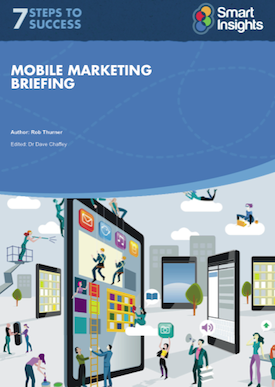 7 STEPS TO
SUCCESS
Smart
Insights
MOBILE MARKETING
BRIEFING
Author: Rob Thurner
Edited: Dr Dave Chaffey